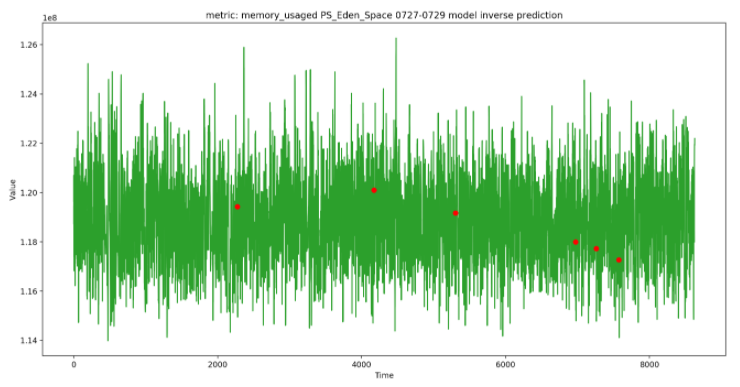 metric: memory_usaged PS_Eden_Space 0727-0729 model inverse prediction
1e8
1.26
1.24
1.22
1.20
1.18
1.16
1.14
Value
0 2000 4000 6000 8000
Time